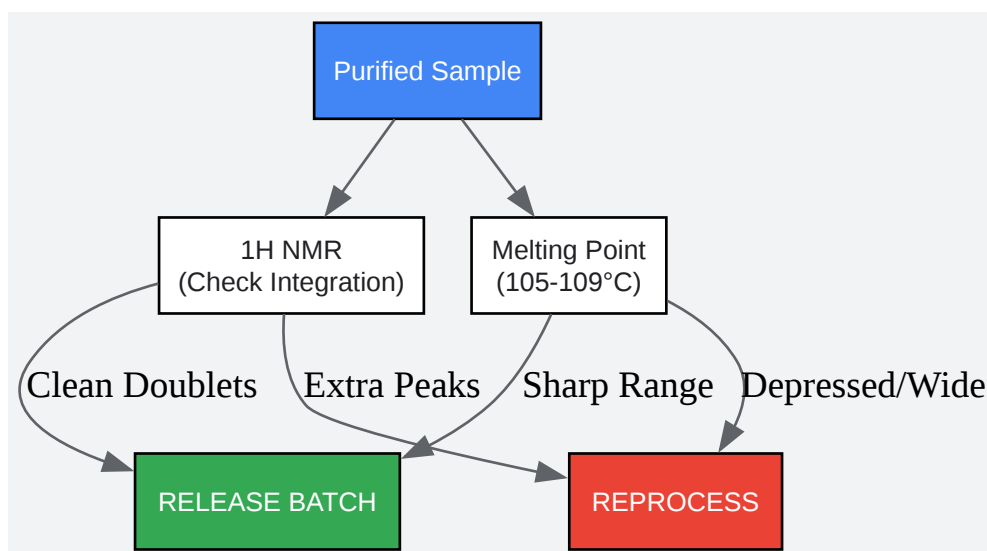 Purified Sample
1H NMR
(Check Integration)
Melting Point
(105-109°C)
Clean Doublets
Extra Peaks
Sharp Range
Depressed/Wide
RELEASE BATCH
REPROCESS